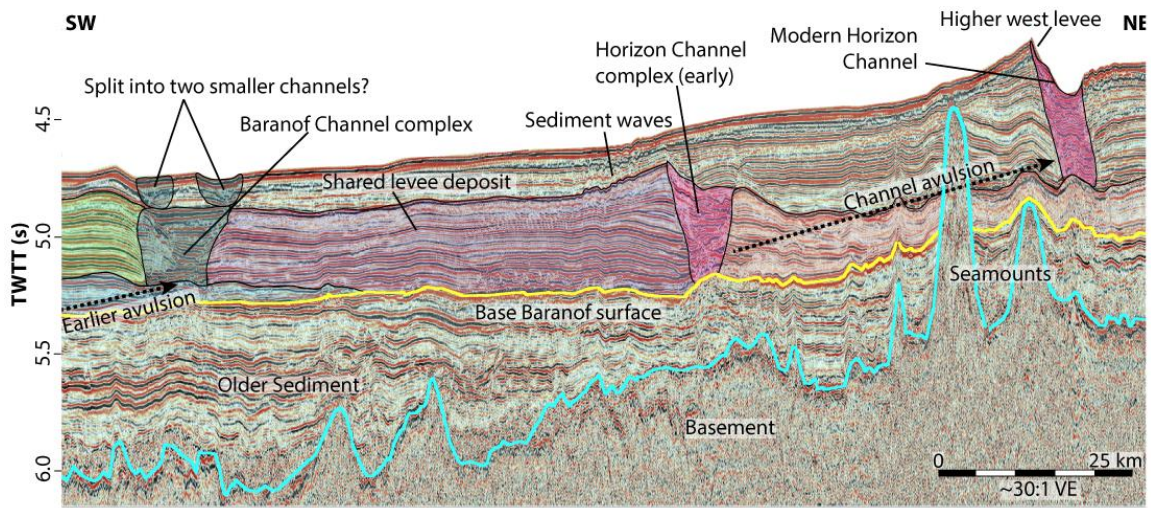 SW
NE
Higher west levee
Modern Horizon
Channel
Horizon Channel
complex (early)
Split into two smaller channels?
Baranof Channel complex
Sediment waves
Shared levee deposit
Channel avulsion
Earlier avulsion
Base Baranof surface
Seamounts
Older Sediment
Basement
TWTT (s)
4.5
5.0
5.5
6.0
0 25 km
~30:1 VE